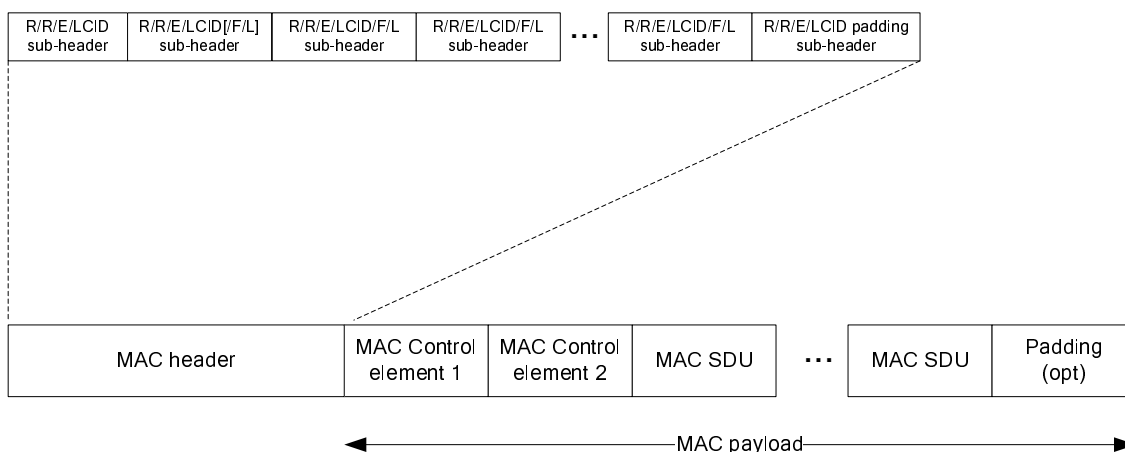 R/R/E/LCID
sub-header
R/R/E/LCID[/F/L]
sub-header
R/R/E/LCID/F/L
sub-header
R/R/E/LCID/F/L
sub-header
...
R/R/E/LCID/F/L
sub-header
R/R/E/LCID padding
sub-header
MAC header
MAC Control
element 1
MAC Control
element 2
MAC SDU
...
MAC SDU
Padding
(opt)
MAC payload